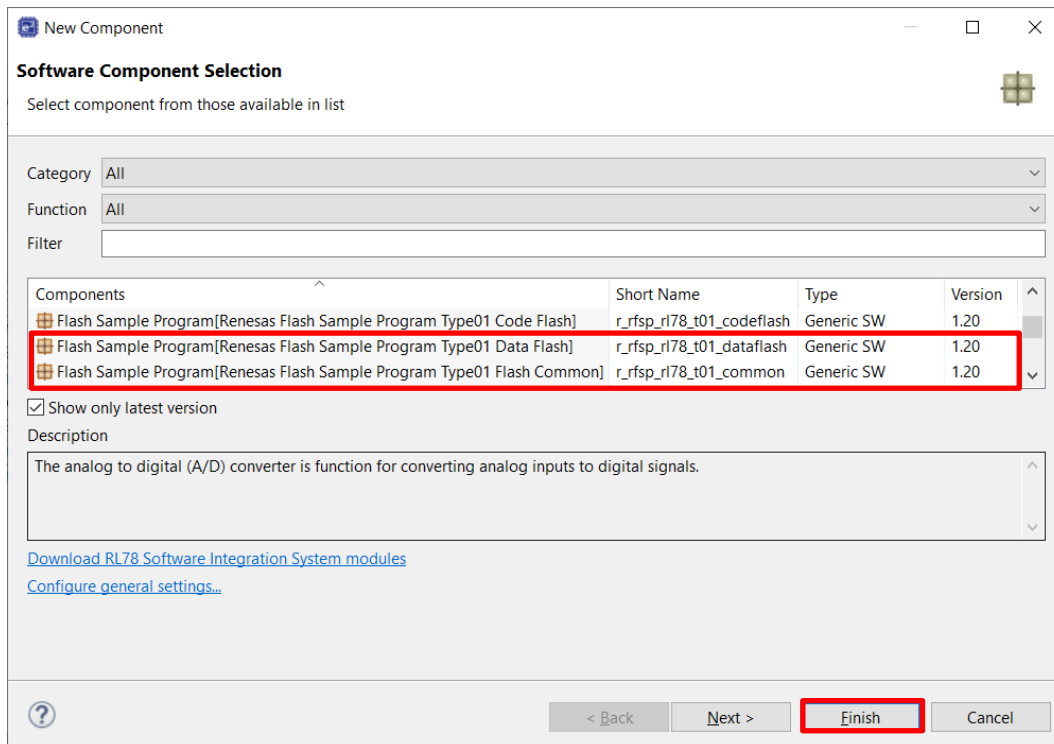 New Component
Software Component Selection
Select component from those available in list
Category All
Function All
Filter
Components Short Name Type Version
Flash Sample Program[Renesas Flash Sample Program Type01 Code Flash] r_rfsp_rl78_t01_codeflash Generic SW 1.20
Flash Sample Program[Renesas Flash Sample Program Type01 Data Flash] r_rfsp_rl78_t01_dataflash Generic SW 1.20
Flash Sample Program[Renesas Flash Sample Program Type01 Flash Common] r_rfsp_rl78_t01_common Generic SW 1.20
Show only latest version
Description
The analog to digital (A/D) converter is function for converting analog inputs to digital signals.
Download RL78 Software Integration System modules
Configure general settings...
? < Back Next > Finish Cancel